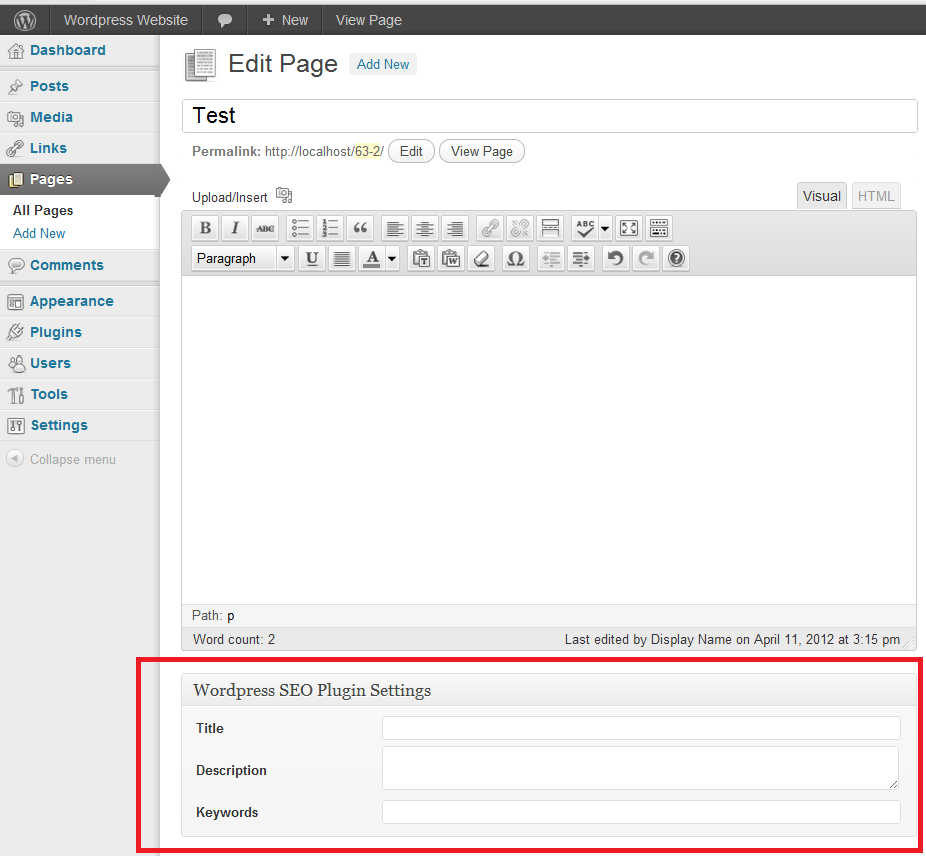 Wordpress Website + New View Page
Dashboard
Posts
Media
Links
Pages
All Pages
Add New
Comments
Appearance
Plugins
Users
Tools
Settings
Collapse menu
Edit Page Add New
Test
Permalink: http://localhost/63-2/ Edit View Page
Upload/Insert Visual HTML
B I ABC ABC
Paragraph U A T W Ω ?
Path: p
Word count: 2 Last edited by Display Name on April 11, 2012 at 3:15 pm
Wordpress SEO Plugin Settings
Title
Description
Keywords